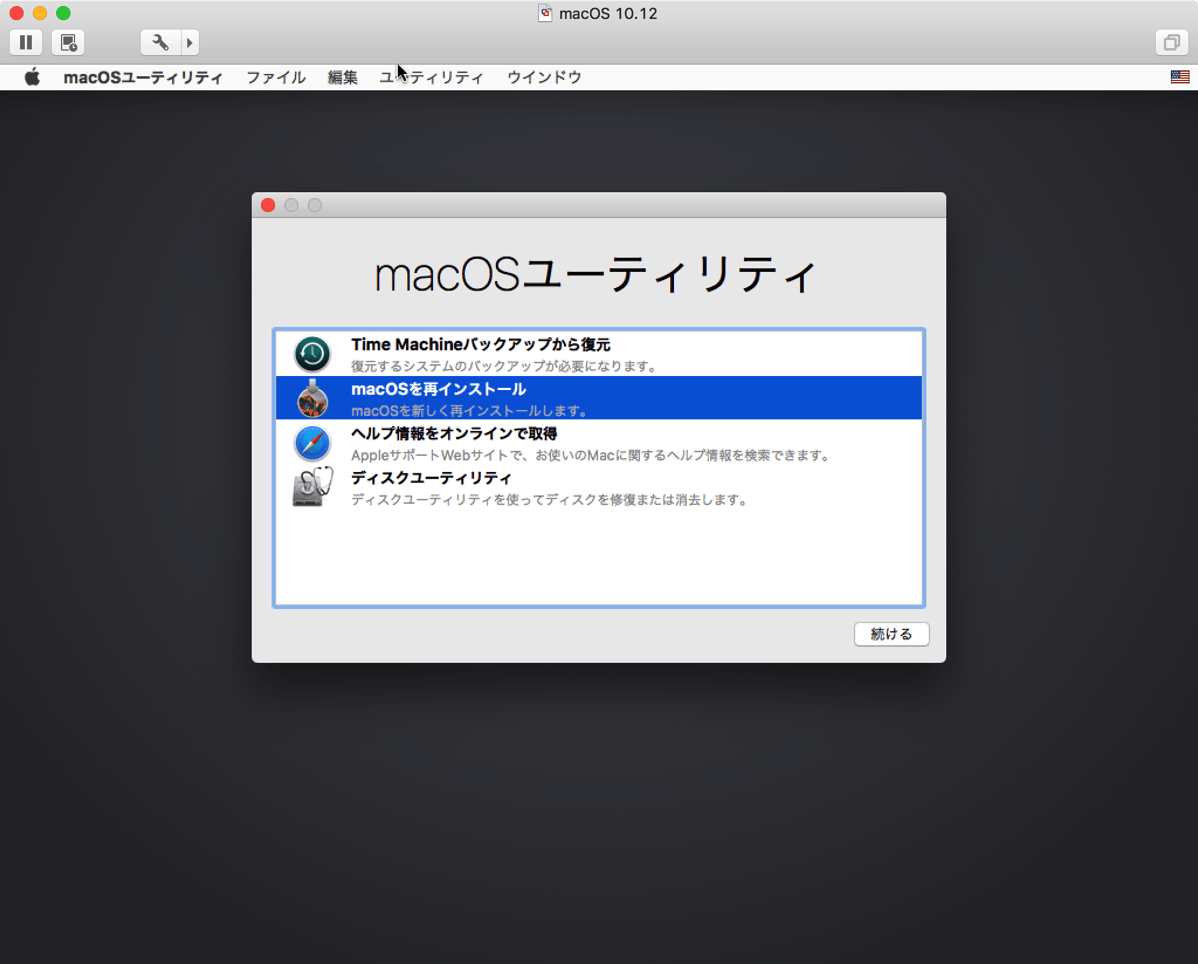 macOS 10.12
macOSユーティリティ ファイル 編集 ユーティリティ ウインドウ
macOSユーティリティ
Time Machineバックアップから復元
復元するシステムのバックアップが必要になります。
macOSを再インストール
macOSを新しく再インストールします。
ヘルプ情報をオンラインで取得
AppleサポートWebサイトで、お使いのMacに関するヘルプ情報を検索できます。
ディスクユーティリティ
ディスクユーティリティを使ってディスクを修復または消去します。
続ける